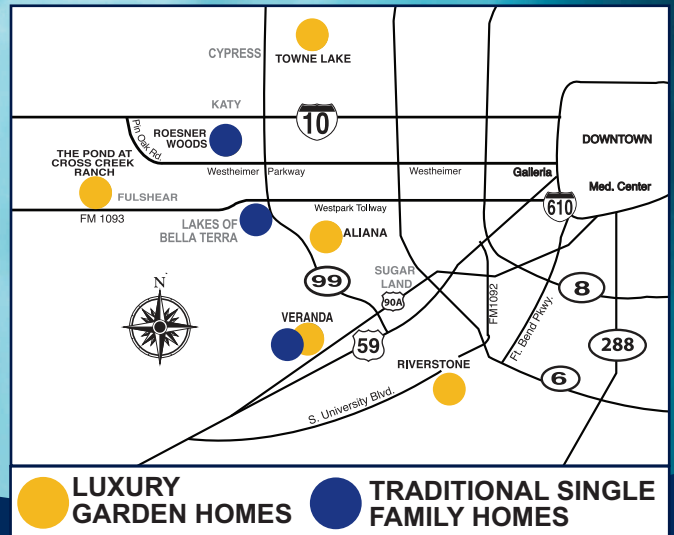 CYPRESS
TOWNE LAKE
KATY
10
Pin Oak Rd.
ROESNER
WOODS
DOWNTOWN
THE POND AT
CROSS CREEK
RANCH
Westheimer Parkway
Westheimer
Galleria
Med. Center
FULSHEAR
FM 1093
Westpark Tollway
610
LAKES OF
BELLA TERRA
ALIANA
99
SUGAR
LAND
90A
N
8
FM1092
VERANDA
59
Ft. Bend Pkwy.
288
RIVERSTONE
6
S. University Blvd.
LUXURY
GARDEN HOMES
TRADITIONAL SINGLE
FAMILY HOMES